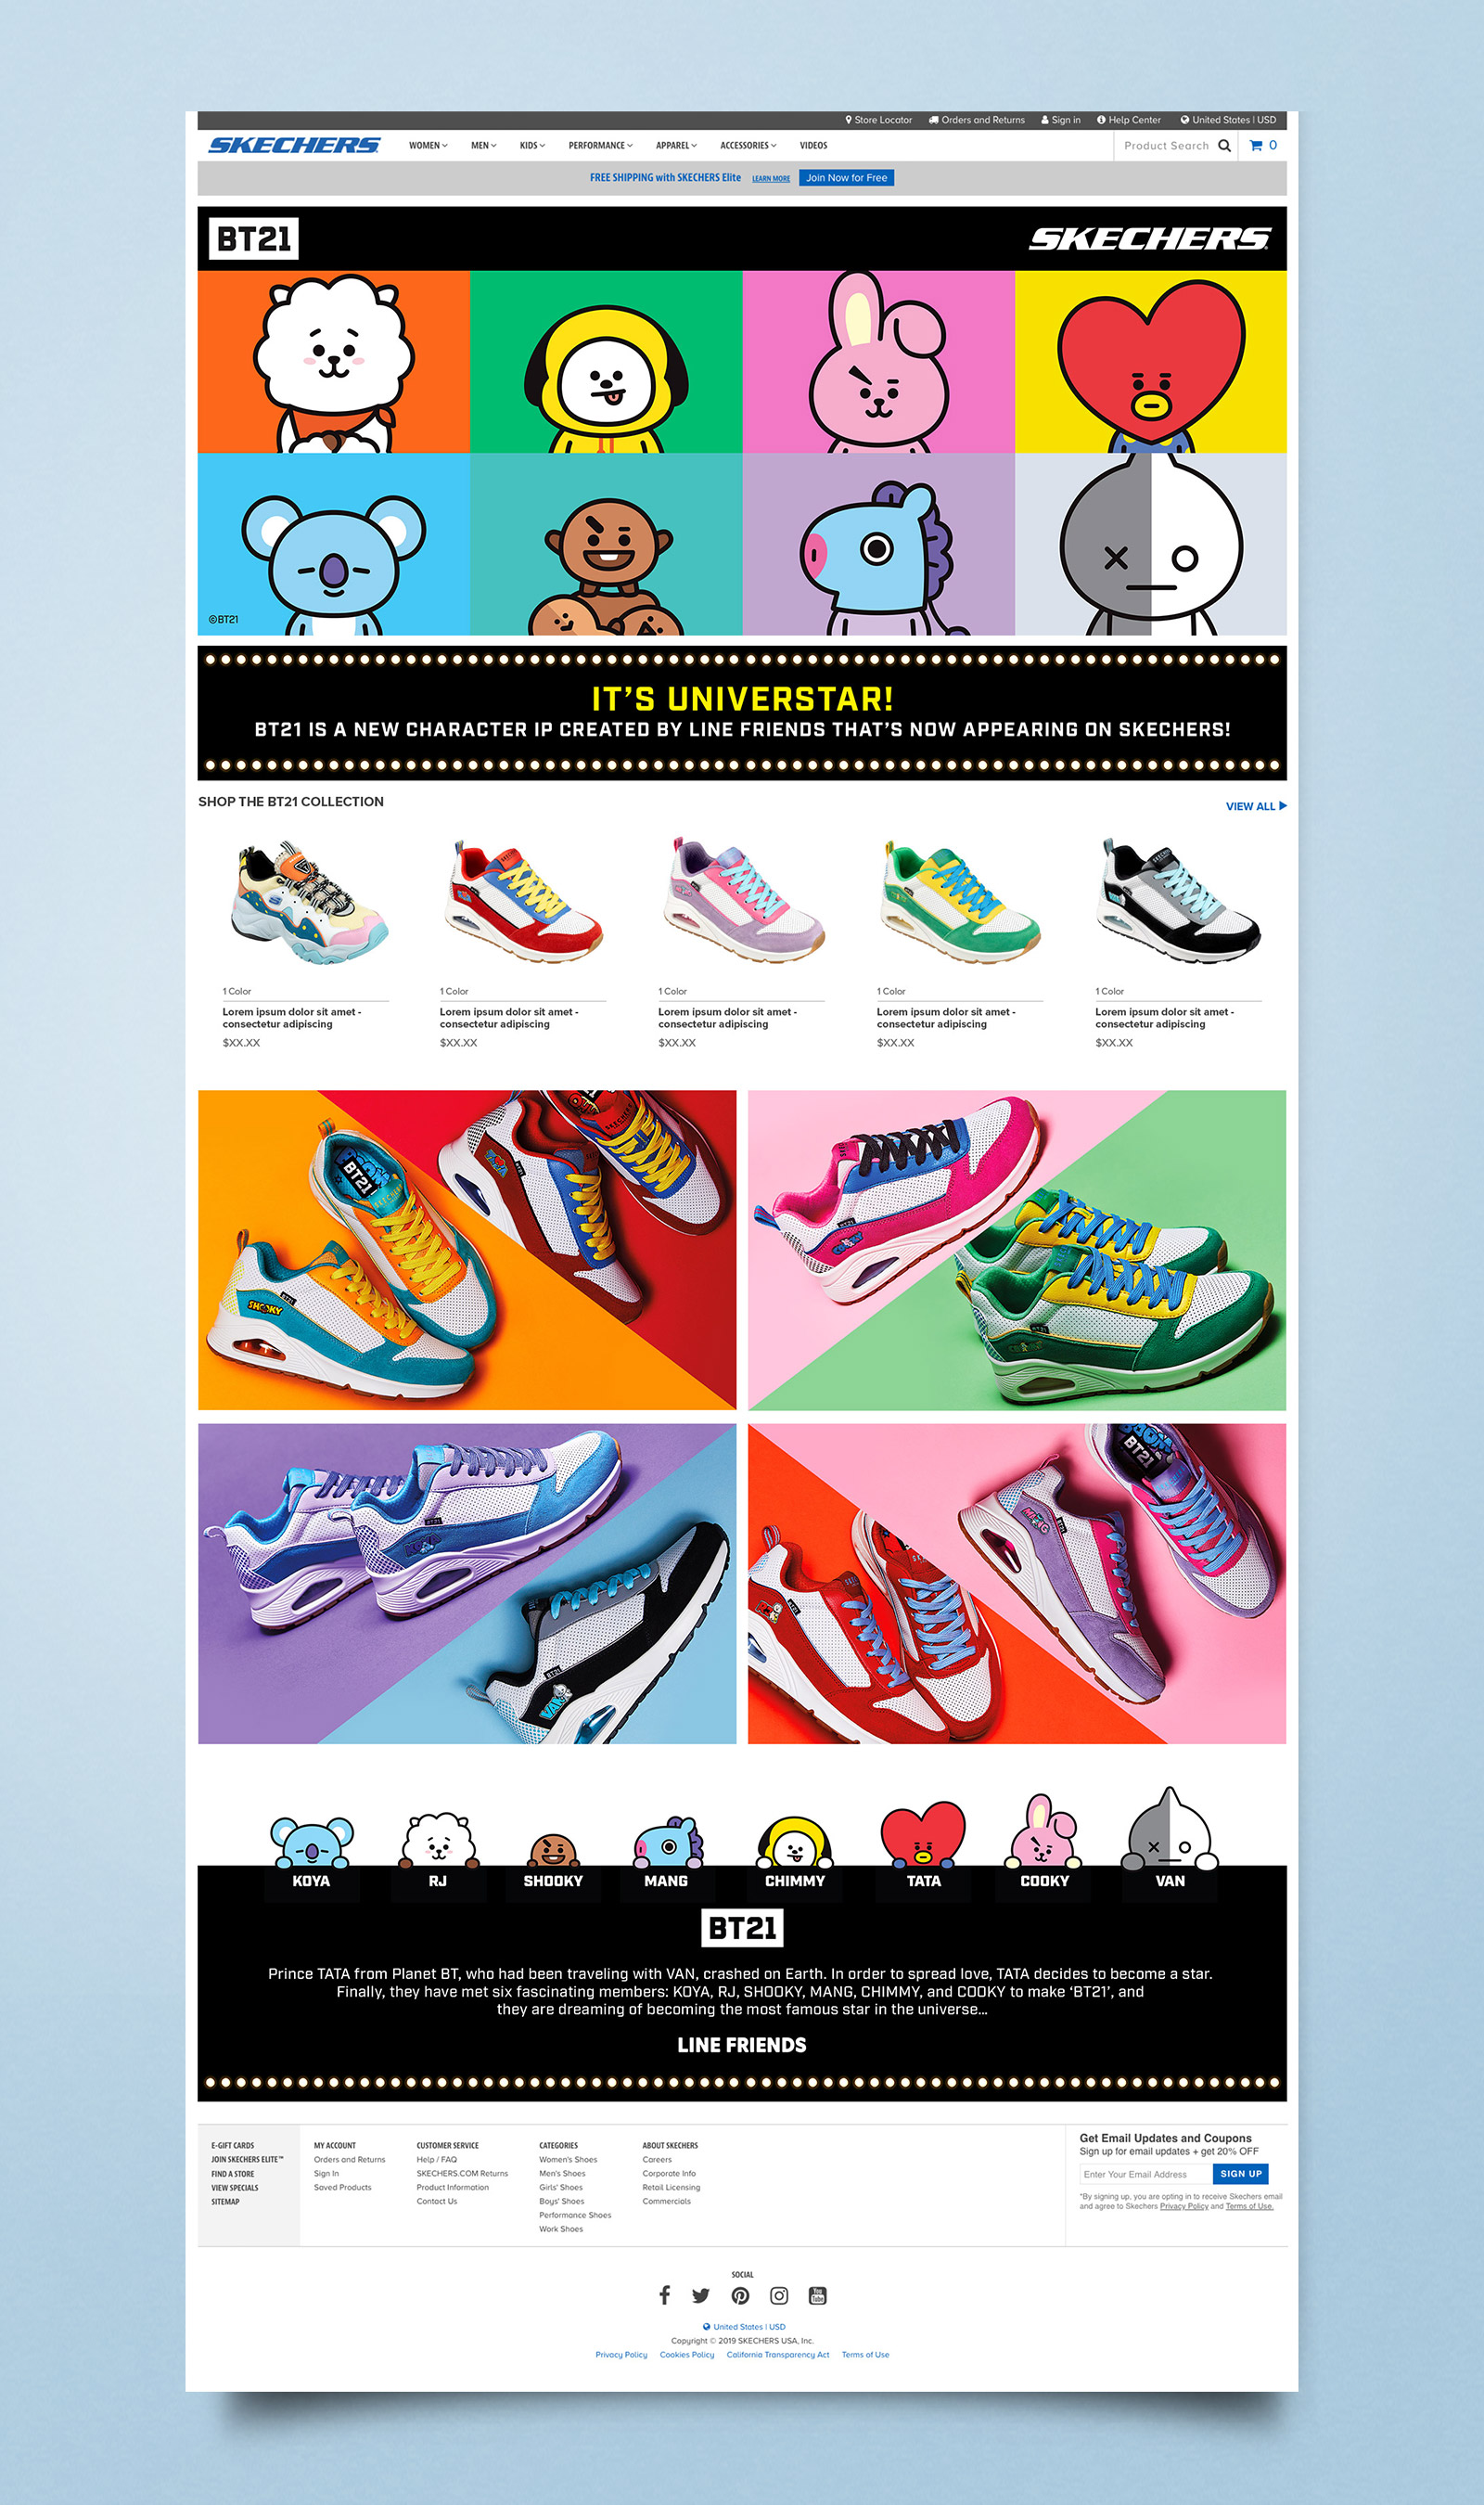 Store Locator Orders and Returns Sign in Help Center United States | USD
SKECHERS WOMEN MEN KIDS PERFORMANCE APPAREL ACCESSORIES VIDEOS Product Search 0
FREE SHIPPING with SKECHERS Elite LEARN MORE Join Now for Free
BT21 SKECHERS
©BT21
IT'S UNIVERSTAR!
BT21 IS A NEW CHARACTER IP CREATED BY LINE FRIENDS THAT'S NOW APPEARING ON SKECHERS!
SHOP THE BT21 COLLECTION VIEW ALL
1 Color 1 Color 1 Color 1 Color 1 Color
Lorem ipsum dolor sit amet - Lorem ipsum dolor sit amet - Lorem ipsum dolor sit amet - Lorem ipsum dolor sit amet - Lorem ipsum dolor sit amet -
consectetur adipiscing consectetur adipiscing consectetur adipiscing consectetur adipiscing consectetur adipiscing
$XX.XX $XX.XX $XX.XX $XX.XX $XX.XX
BT21
SHOOKY
BT21
SKECHERS
BT21
COOKY
BT21
BT21
KOYA
BT21
VAN
BT21
MANG
KOYA RJ SHOOKY MANG CHIMMY TATA COOKY VAN
BT21
Prince TATA from Planet BT, who had been traveling with VAN, crashed on Earth. In order to spread love, TATA decides to become a star.
Finally, they have met six fascinating members: KOYA, RJ, SHOOKY, MANG, CHIMMY, and COOKY to make 'BT21', and
they are dreaming of becoming the most famous star in the universe...
LINE FRIENDS
E-GIFT CARDS
JOIN SKECHERS ELITE™
FIND A STORE
VIEW SPECIALS
SITEMAP
MY ACCOUNT
Orders and Returns
Sign In
Saved Products
CUSTOMER SERVICE
Help / FAQ
SKECHERS.COM Returns
Product Information
Contact Us
CATEGORIES
Women's Shoes
Men's Shoes
Girls' Shoes
Boys' Shoes
Performance Shoes
Work Shoes
ABOUT SKECHERS
Careers
Corporate Info
Retail Licensing
Commercials
Get Email Updates and Coupons
Sign up for email updates + get 20% OFF
Enter Your Email Address SIGN UP
*By signing up, you are opting in to receive Skechers email
and agree to Skechers Privacy Policy and Terms of Use.
SOCIAL
You Tube
United States | USD
Copyright © 2019 SKECHERS USA, Inc.
Privacy Policy Cookies Policy California Transparency Act Terms of Use